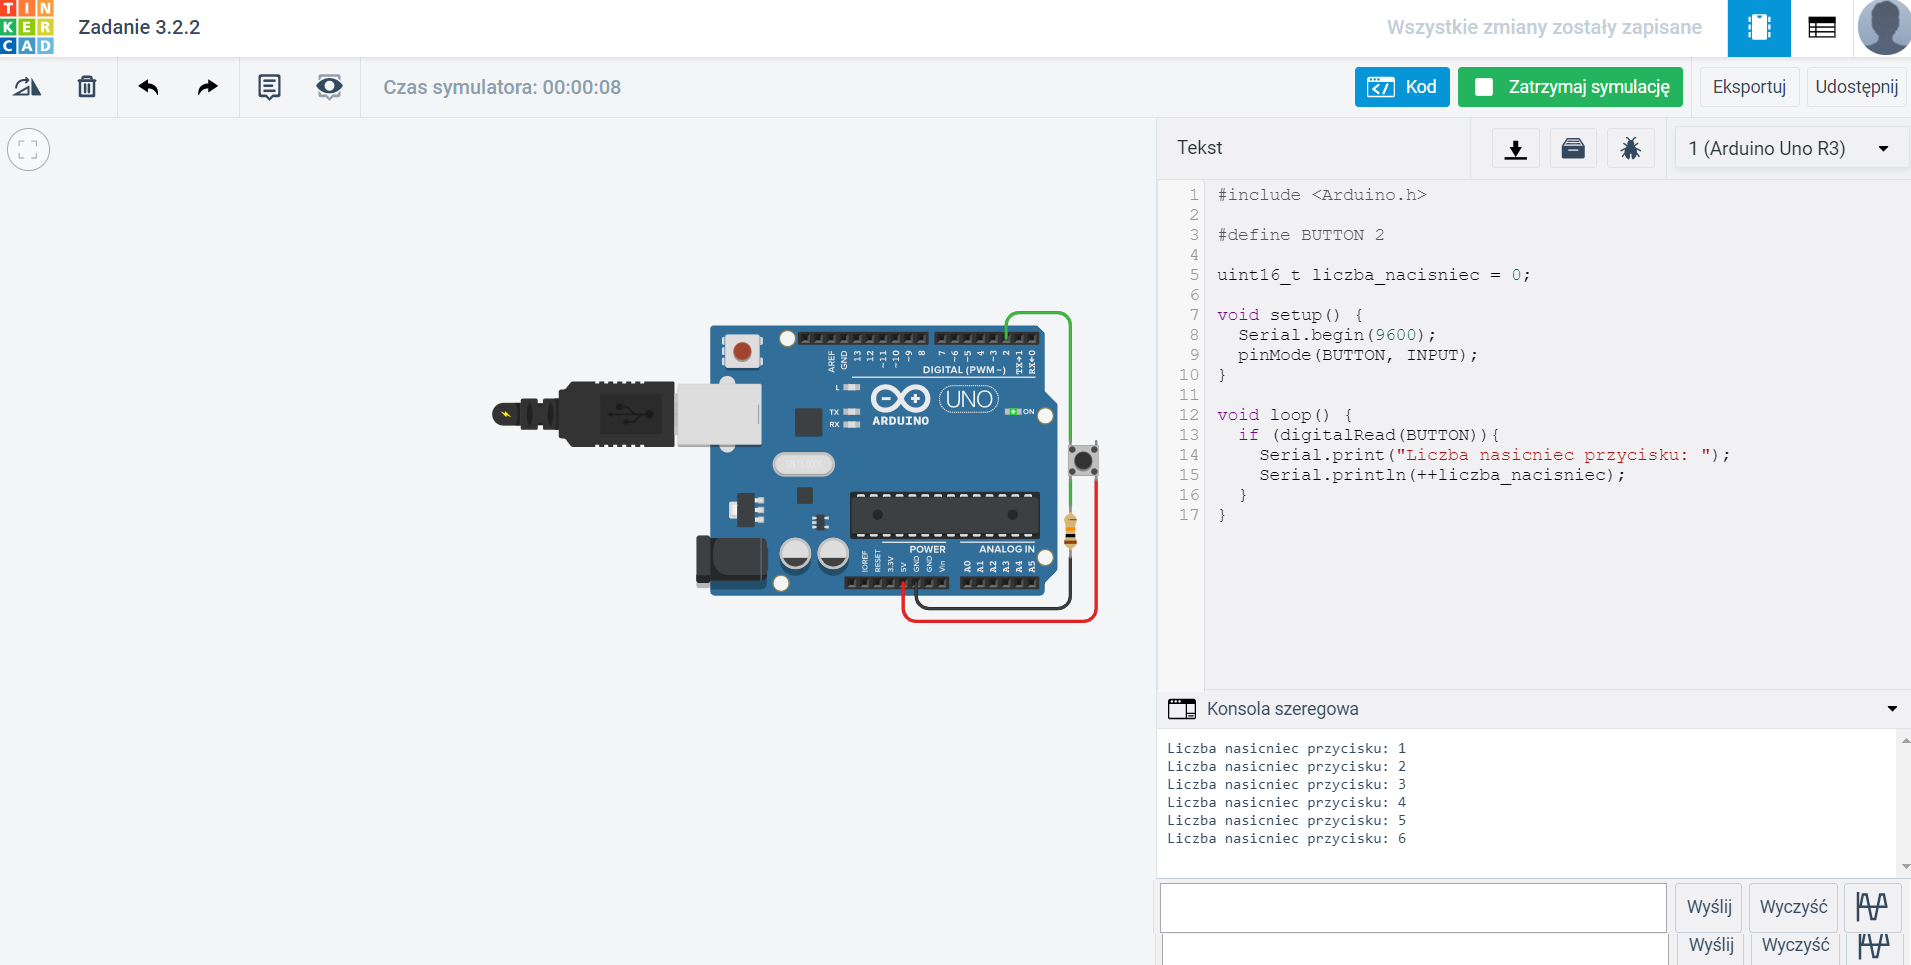 TINKERCAD
Zadanie 3.2.2
Wszystkie zmiany zostały zapisane
Czas symulatora: 00:00:08
Kod
Zatrzymaj symulację
Eksportuj
Udostępnij
Tekst
1 (Arduino Uno R3)
1 #include <Arduino.h>
2
3 #define BUTTON 2
4
5 uint16_t liczba_nacisniec = 0;
6
7 void setup() {
8 Serial.begin(9600);
9 pinMode(BUTTON, INPUT);
10 }
11
12 void loop() {
13 if (digitalRead(BUTTON)){
14 Serial.print("Liczba nasicniec przycisku: ");
15 Serial.println(++liczba_nacisniec);
16 }
17 }
AREF GND 13 12 ~11 ~10 ~9 8 7 ~6 ~5 4 ~3 2 TX→1 RX←0
DIGITAL (PWM~)
L
TX
RX
ARDUINO
UNO
ON
POWER
ANALOG IN
IOREF RESET 3.3V 5V GND GND Vin A0 A1 A2 A3 A4 A5
Konsola szeregowa
Liczba nasicniec przycisku: 1
Liczba nasicniec przycisku: 2
Liczba nasicniec przycisku: 3
Liczba nasicniec przycisku: 4
Liczba nasicniec przycisku: 5
Liczba nasicniec przycisku: 6
Wyślij
Wyczyść
Wyślij
Wyczyść